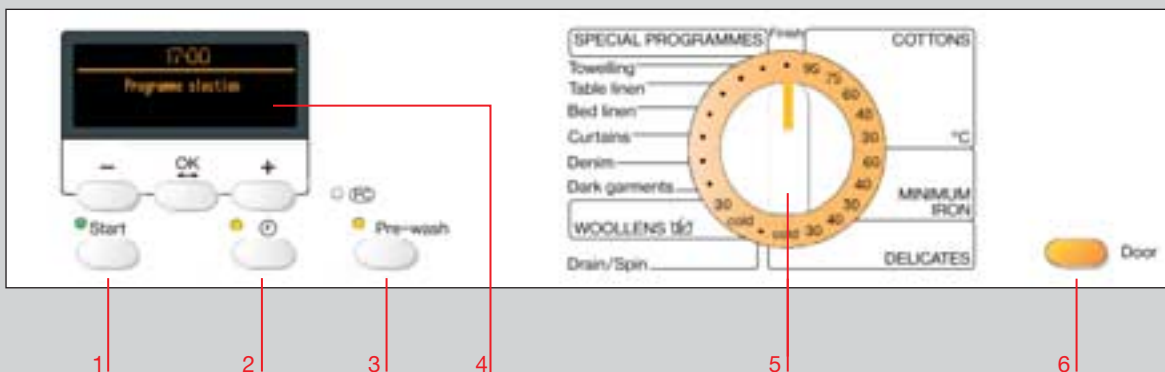 17:00
Programme slection
- OK +
PC
Start
Pre-wash
SPECIAL PROGRAMMES
Finish
COTTONS
Towelling
Table linen
Bed linen
Curtains
Denim
Dark garments
WOOLLENS
Drain/Spin
95
75
60
40
30
°C
60
40
30
MINIMUM
IRON
40
30
cold
DELICATES
cold
30
Door
1 2 3 4 5 6